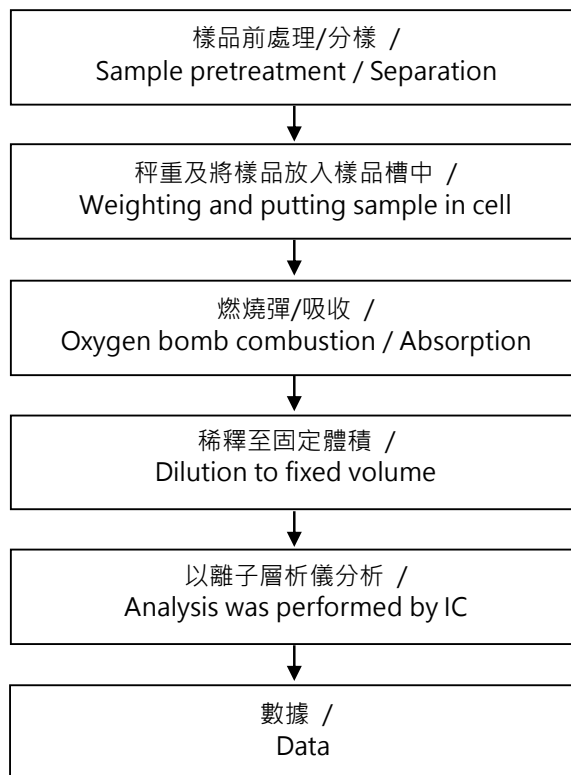 樣品前處理/分樣 /
Sample pretreatment / Separation
秤重及將樣品放入樣品槽中 /
Weighting and putting sample in cell
燃燒彈/吸收 /
Oxygen bomb combustion / Absorption
稀釋至固定體積 /
Dilution to fixed volume
以離子層析儀分析 /
Analysis was performed by IC
數據 /
Data